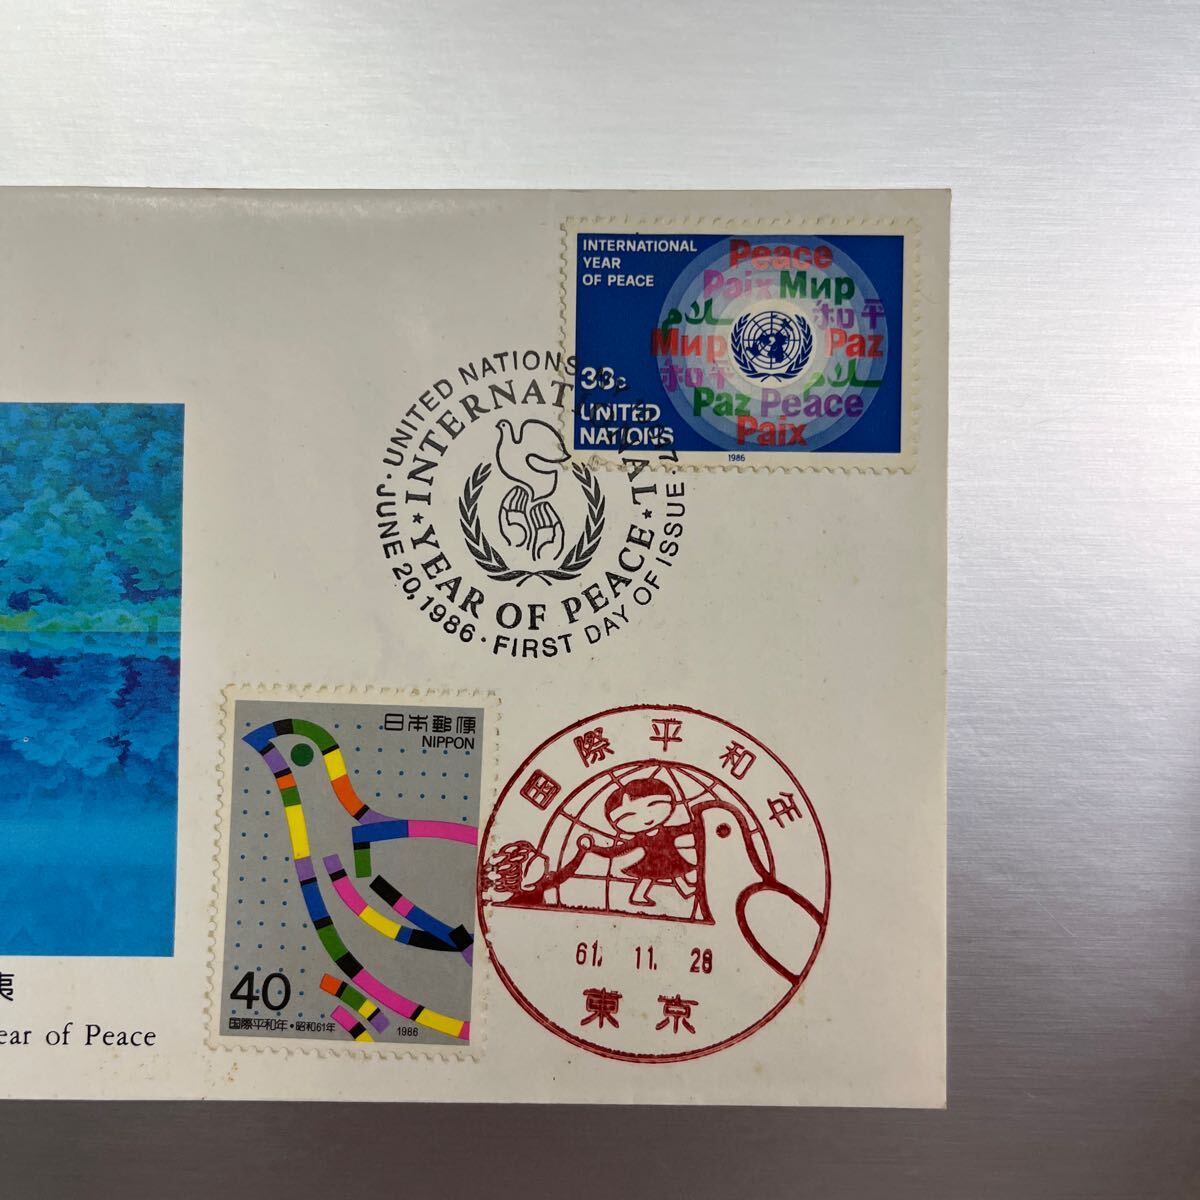 INTERNATIONAL
YEAR
OF PEACE
Peace
Paix Мир
سلام 和平
Мир Paz
和平 سلام
Paz Peace
Paix
UNITED
NATIONS
1986
UNITED NATIONS
INTERNATIONAL
YEAR OF PEACE
JUNE 20, 1986 · FIRST DAY OF ISSUE
日本郵便
NIPPON
40
国際平和年・昭和61年
1986
国際平和年
61. 11. 28
東京
ear of Peace